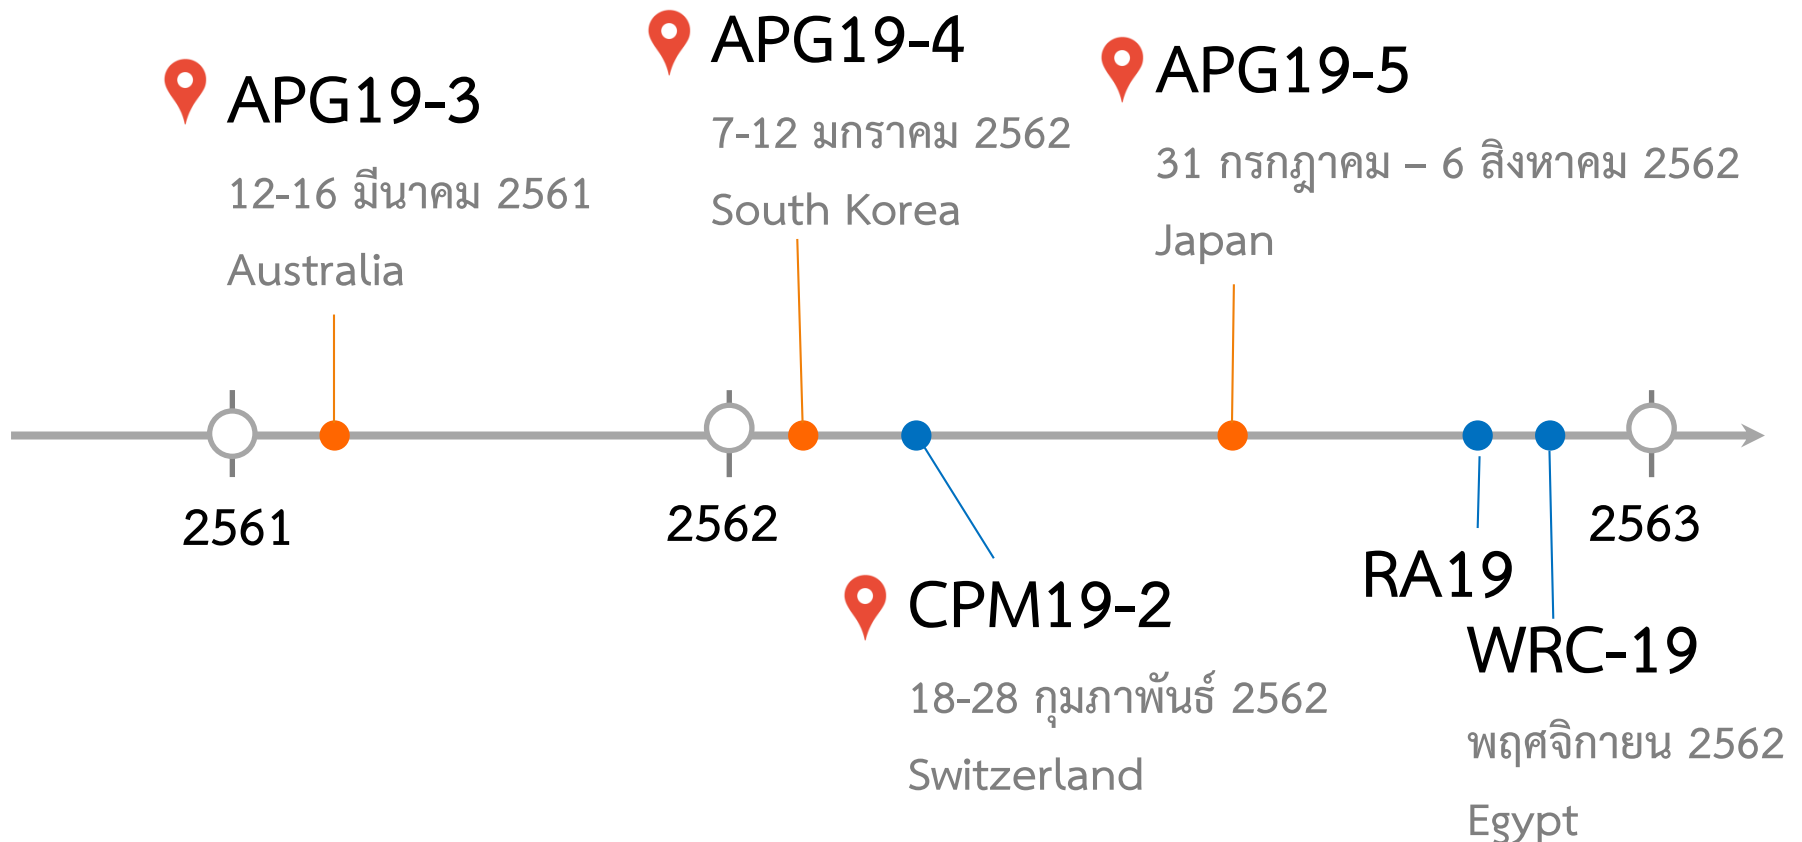 APG19-3
12-16 มีนาคม 2561
Australia
APG19-4
7-12 มกราคม 2562
South Korea
APG19-5
31 กรกฎาคม – 6 สิงหาคม 2562
Japan
2561
2562
2563
CPM19-2
18-28 กุมภาพันธ์ 2562
Switzerland
RA19
WRC-19
พฤศจิกายน 2562
Egypt